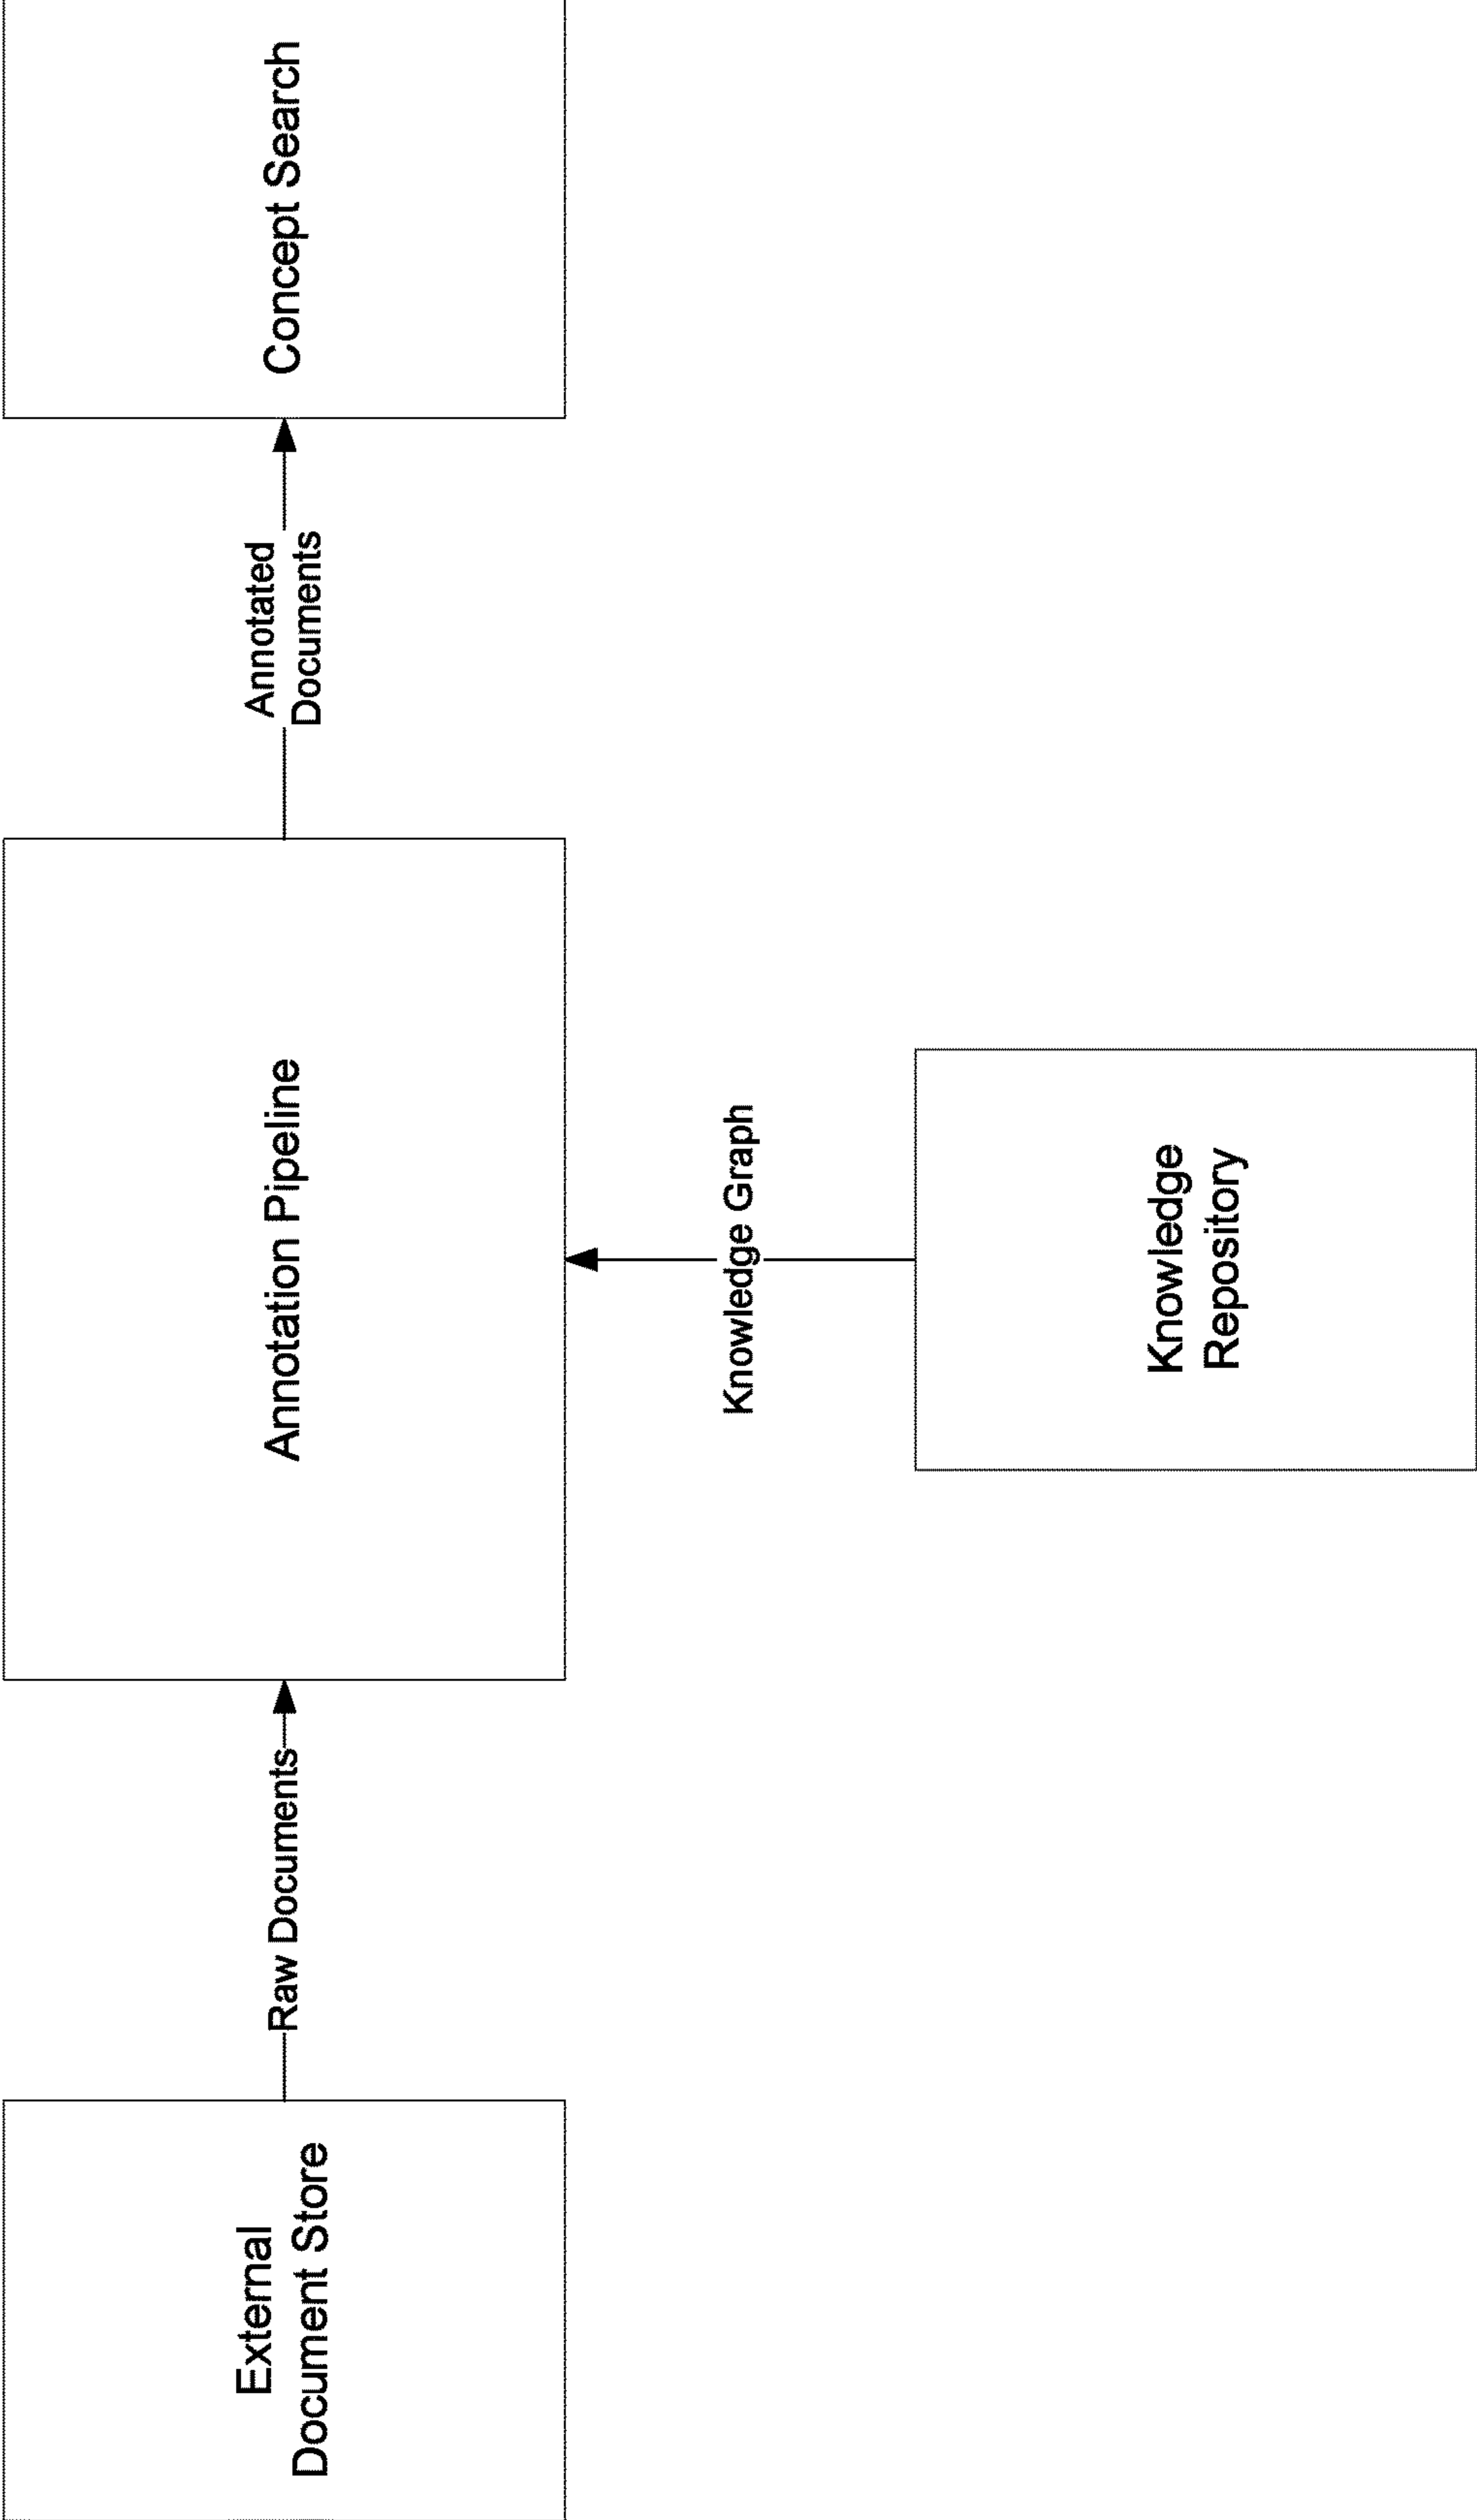 External
Document Store
Raw Documents
Annotation Pipeline
Annotated
Documents
Concept Search
Knowledge Graph
Knowledge
Repository